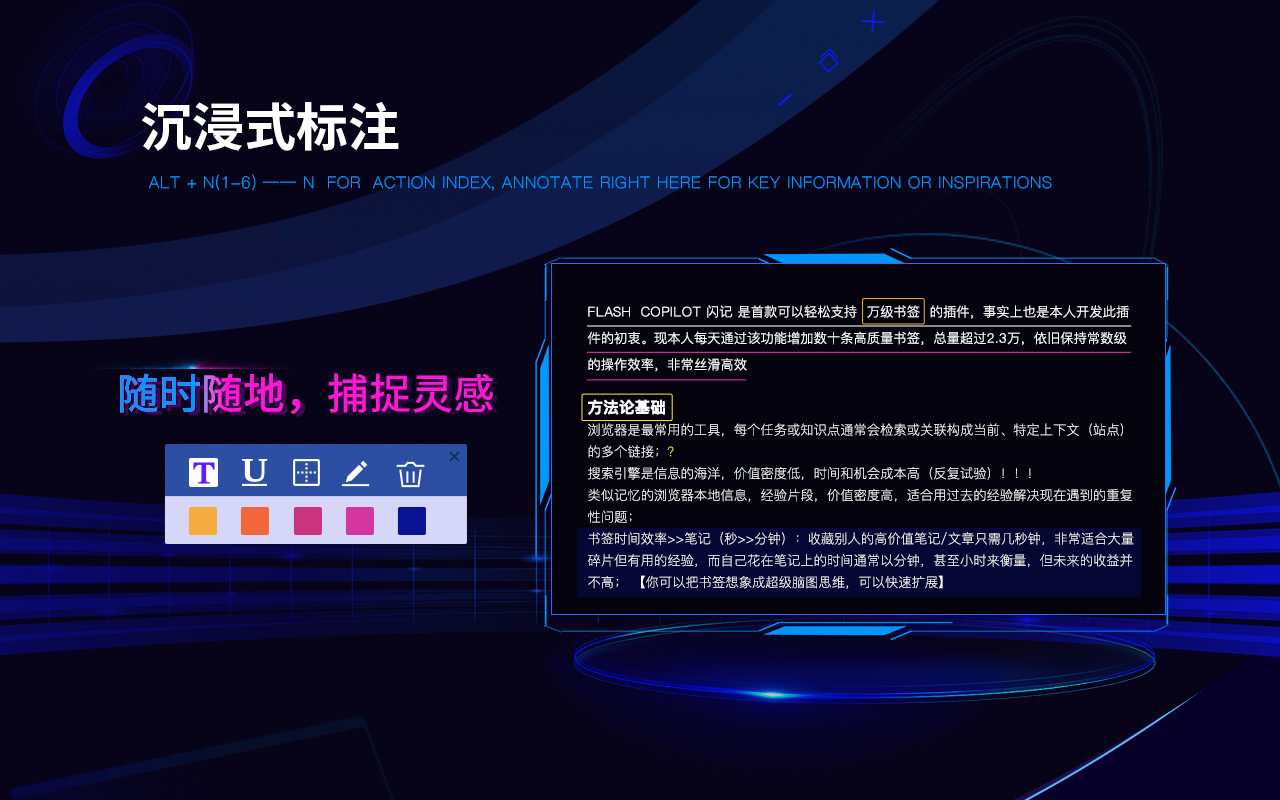 沉浸式标注
ALT + N(1-6) —— N FOR ACTION INDEX, ANNOTATE RIGHT HERE FOR KEY INFORMATION OR INSPIRATIONS
FLASH COPILOT 闪记 是首款可以轻松支持 万级书签 的插件，事实上也是本人开发此插
件的初衷。现本人每天通过该功能增加数十条高质量书签，总量超过2.3万，依旧保持常数级
的操作效率，非常丝滑高效
随时随地，捕捉灵感
T U
方法论基础
浏览器是最常用的工具，每个任务或知识点通常会检索或关联构成当前、特定上下文（站点）
的多个链接；?
搜索引擎是信息的海洋，价值密度低，时间和机会成本高（反复试验）！！！
类似记忆的浏览器本地信息，经验片段，价值密度高，适合用过去的经验解决现在遇到的重复
性问题；
书签时间效率>>笔记（秒>>分钟）：收藏别人的高价值笔记/文章只需几秒钟，非常适合大量
碎片但有用的经验，而自己花在笔记上的时间通常以分钟，甚至小时来衡量，但未来的收益并
不高； 【你可以把书签想象成超级脑图思维，可以快速扩展】